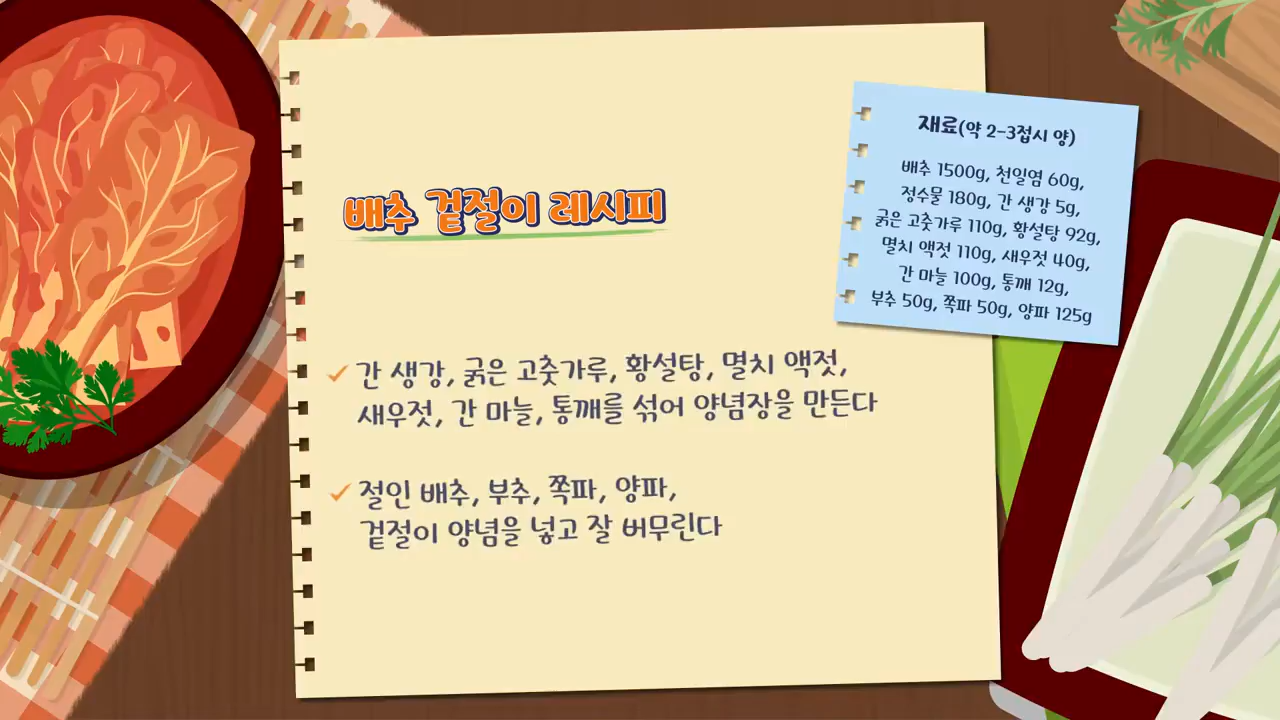 배추 겉절이 레시피
재료(약 2-3접시 양)
배추 1500g, 천일염 60g,
정수물 180g, 간 생강 5g,
굵은 고춧가루 110g, 황설탕 92g,
멸치 액젓 110g, 새우젓 40g,
간 마늘 100g, 통깨 12g,
부추 50g, 쪽파 50g, 양파 125g
간 생강, 굵은 고춧가루, 황설탕, 멸치 액젓,
새우젓, 간 마늘, 통깨를 섞어 양념장을 만든다
절인 배추, 부추, 쪽파, 양파,
겉절이 양념을 넣고 잘 버무린다